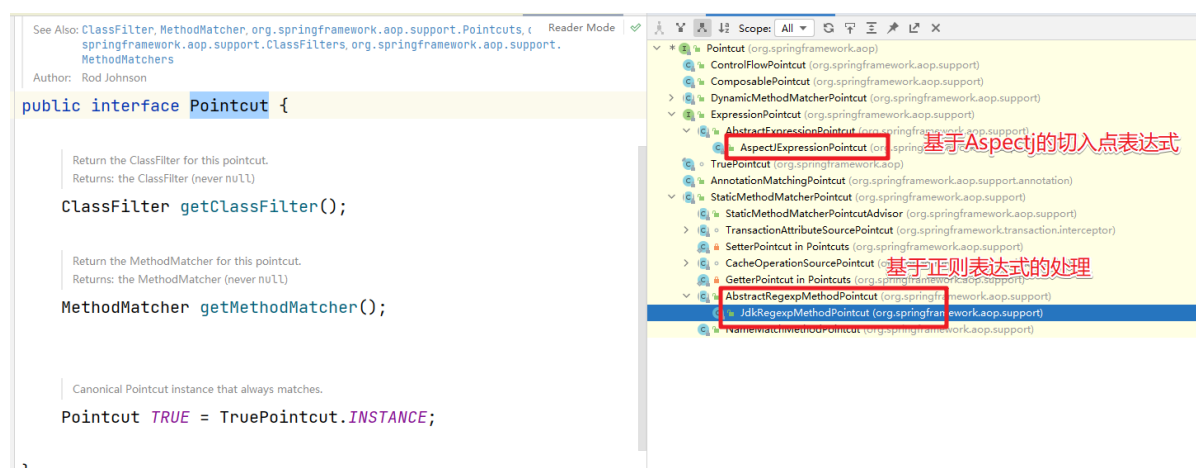 See Also: ClassFilter, MethodMatcher, org.springframework.aop.support.Pointcuts,
Reader Mode
springframework.aop.support.ClassFilters, org.springframework.aop.support.
MethodMatchers
Author: Rod Johnson
public interface Pointcut {
Return the ClassFilter for this pointcut.
Returns: the ClassFilter (never null)
ClassFilter getClassFilter();
Return the MethodMatcher for this pointcut.
Returns: the MethodMatcher (never null)
MethodMatcher getMethodMatcher();
Canonical Pointcut instance that always matches.
Pointcut TRUE = TruePointcut.INSTANCE;
Scope: All
Pointcut (org.springframework.aop)
ControlFlowPointcut (org.springframework.aop.support)
ComposablePointcut (org.springframework.aop.support)
DynamicMethodMatcherPointcut (org.springframework.aop.support)
ExpressionPointcut (org.springframework.aop.support)
AbstractExpressionPointcut (org.springframework.aop.support)
AspectJExpressionPointcut
基于Aspectj的切入点表达式
TruePointcut (org.springframework.aop)
AnnotationMatchingPointcut (org.springframework.aop.support.annotation)
StaticMethodMatcherPointcut (org.springframework.aop.support)
StaticMethodMatcherPointcutAdvisor (org.springframework.aop.support)
TransactionAttributeSourcePointcut (org.springframework.transaction.interceptor)
SetterPointcut in Pointcuts (org.springframework.aop.support)
CacheOperationSourcePointcut
基于正则表达式的处理
GetterPointcut in Pointcuts (org.springframework.aop.support)
AbstractRegexpMethodPointcut (org.springframework.aop.support)
JdkRegexpMethodPointcut (org.springframework.aop.support)
NameMatchMethodPointcut (org.springframework.aop.support)